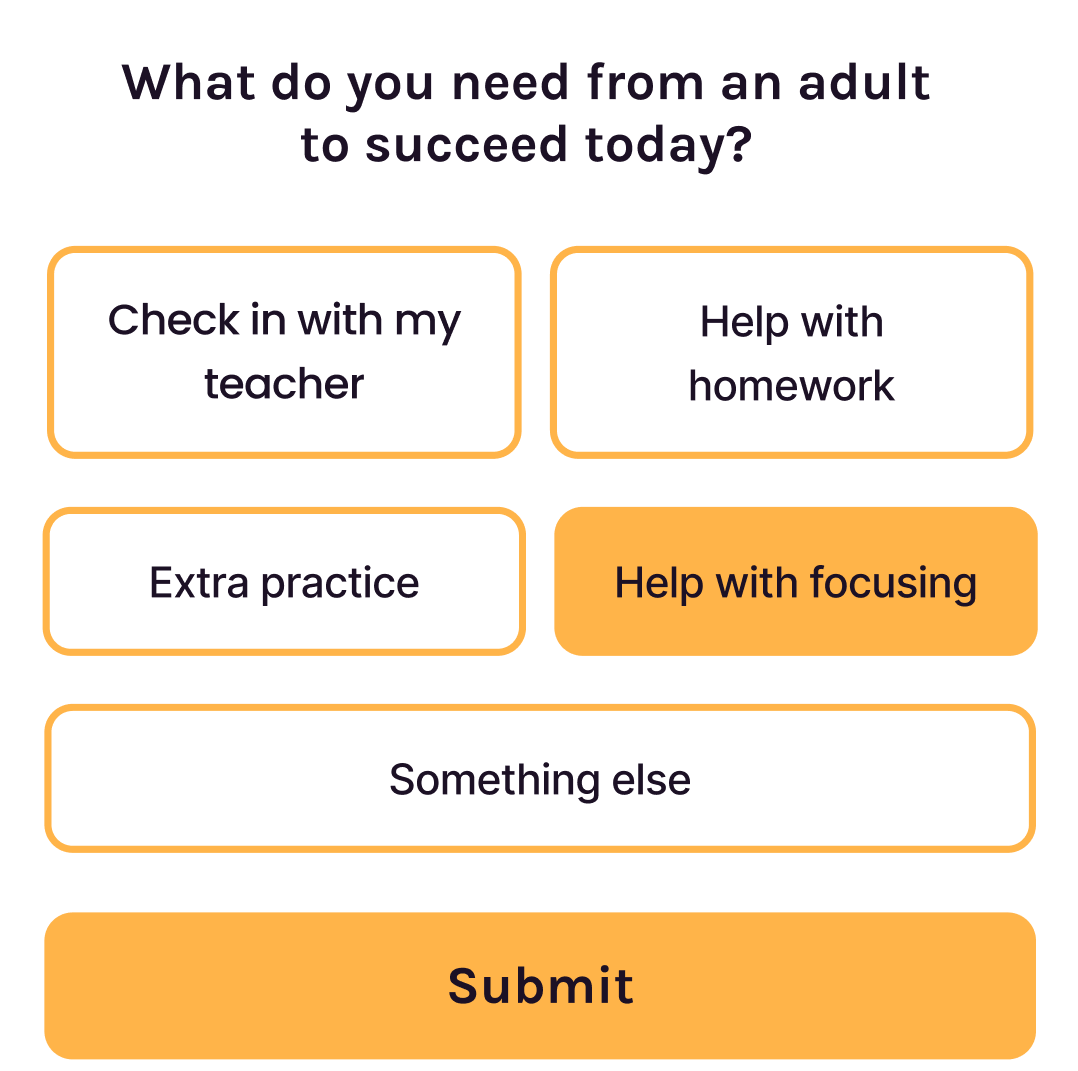 What do you need from an adult
to succeed today?
Check in with my
teacher
Help with
homework
Extra practice
Help with focusing
Something else
Submit